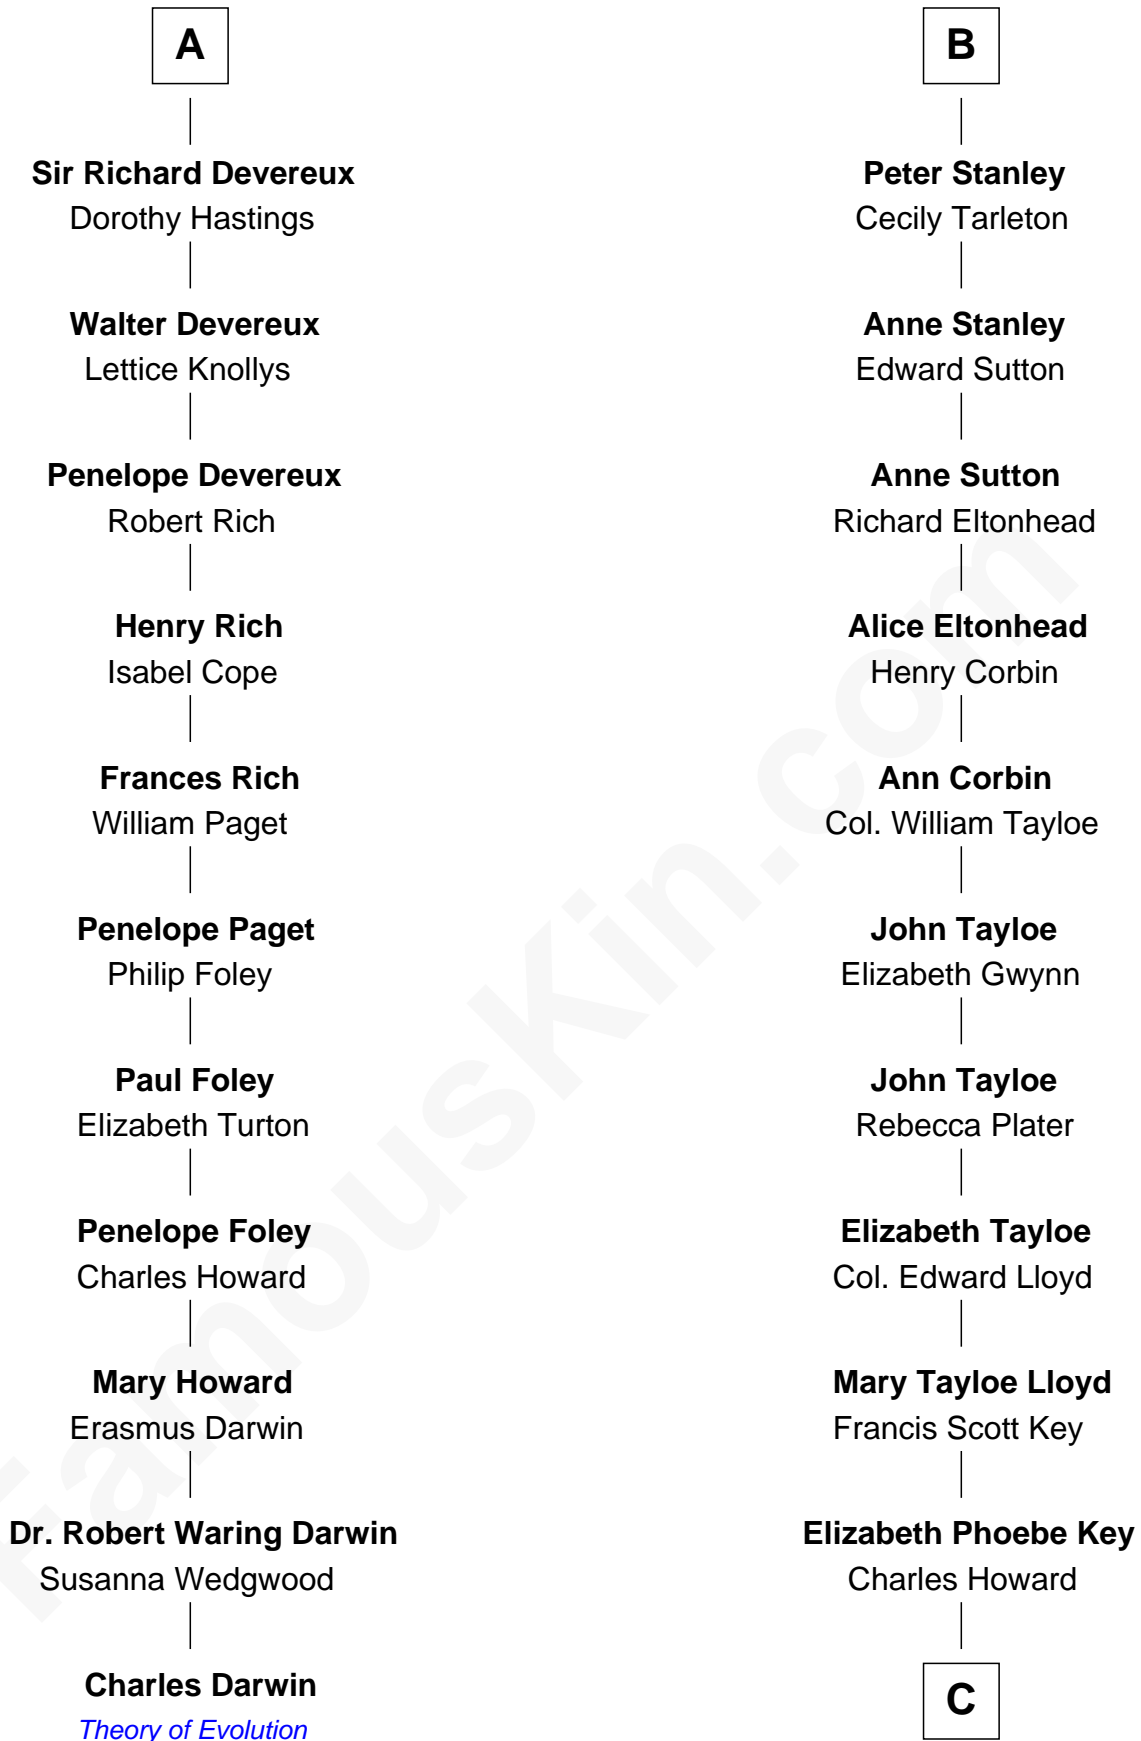 A
Sir Richard Devereux
Dorothy Hastings
Walter Devereux
Lettice Knollys
Penelope Devereux
Robert Rich
Henry Rich
Isabel Cope
Frances Rich
William Paget
Penelope Paget
Philip Foley
Paul Foley
Elizabeth Turton
Penelope Foley
Charles Howard
Mary Howard
Erasmus Darwin
Dr. Robert Waring Darwin
Susanna Wedgwood
Charles Darwin
Theory of Evolution
B
Peter Stanley
Cecily Tarleton
Anne Stanley
Edward Sutton
Anne Sutton
Richard Eltonhead
Alice Eltonhead
Henry Corbin
Ann Corbin
Col. William Tayloe
John Tayloe
Elizabeth Gwynn
John Tayloe
Rebecca Plater
Elizabeth Tayloe
Col. Edward Lloyd
Mary Tayloe Lloyd
Francis Scott Key
Elizabeth Phoebe Key
Charles Howard
C
FamousKin.com